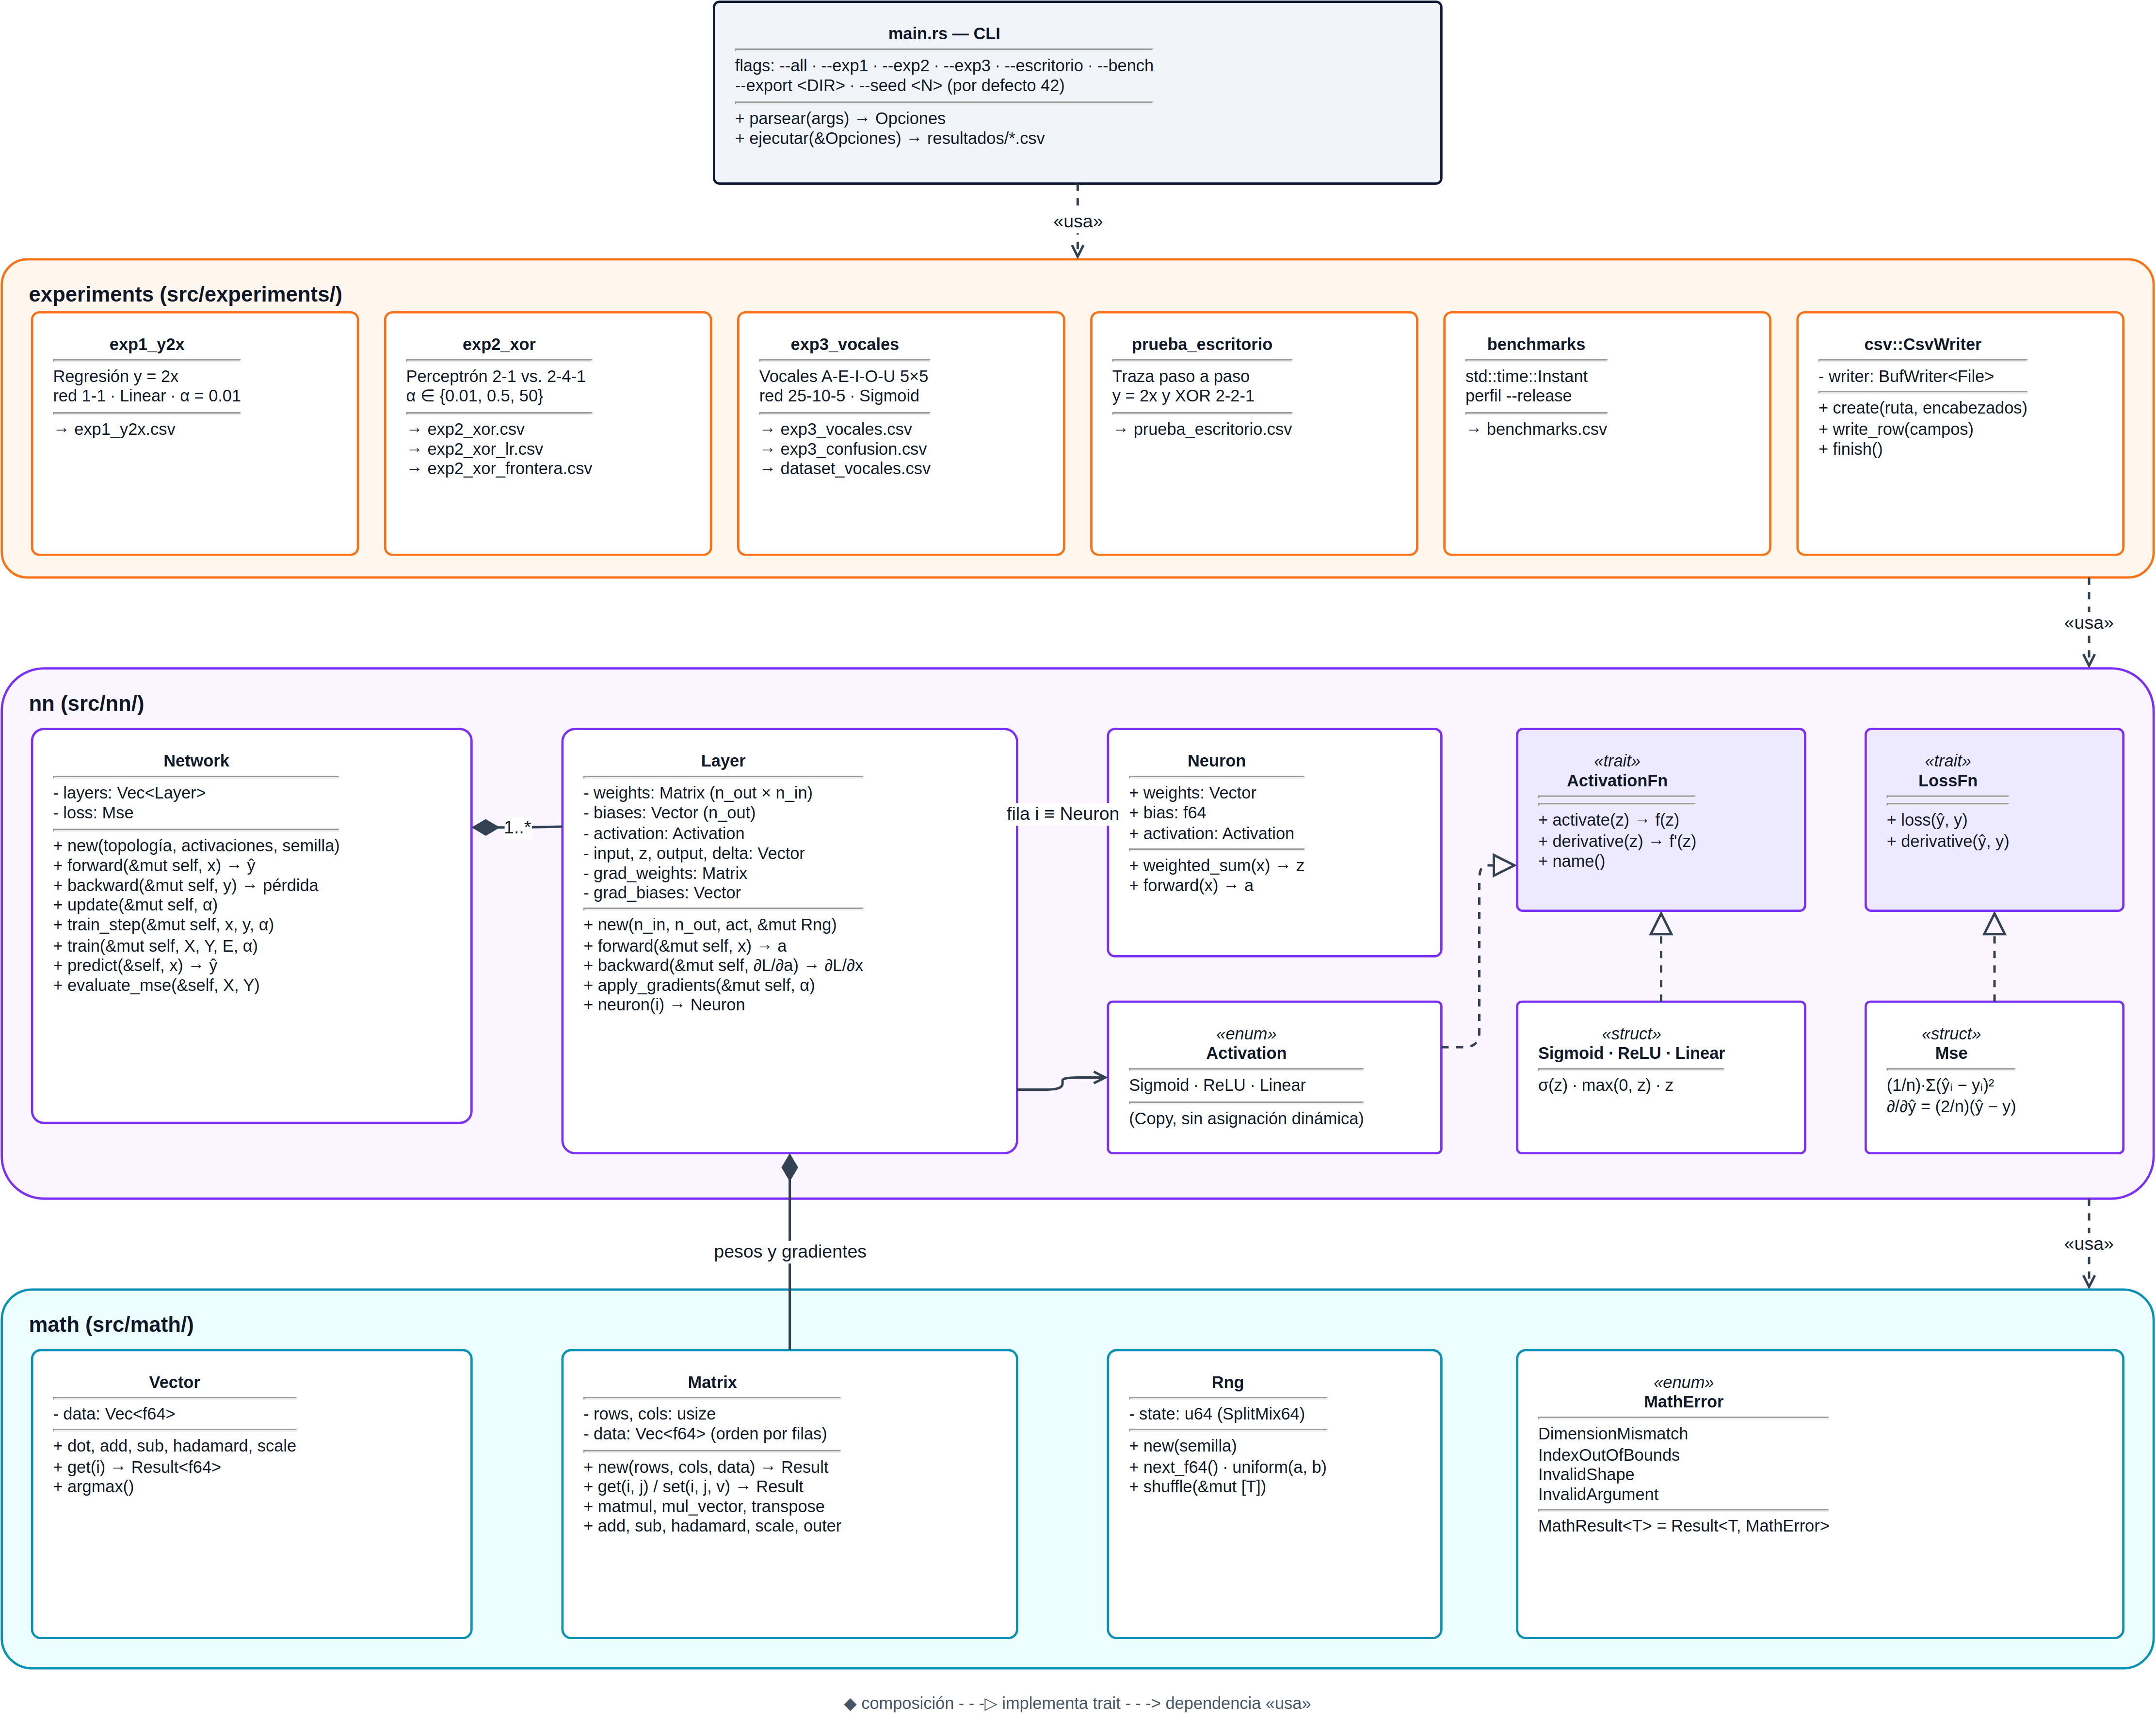 main.rs — CLI
flags: --all · --exp1 · --exp2 · --exp3 · --escritorio · --bench
--export <DIR> · --seed <N> (por defecto 42)
+ parsear(args) → Opciones
+ ejecutar(&Opciones) → resultados/*.csv
«usa»
experiments (src/experiments/)
exp1_y2x
Regresión y = 2x
red 1-1 · Linear · α = 0.01
→ exp1_y2x.csv
exp2_xor
Perceptrón 2-1 vs. 2-4-1
α ∈ {0.01, 0.5, 50}
→ exp2_xor.csv
→ exp2_xor_lr.csv
→ exp2_xor_frontera.csv
exp3_vocales
Vocales A-E-I-O-U 5×5
red 25-10-5 · Sigmoid
→ exp3_vocales.csv
→ exp3_confusion.csv
→ dataset_vocales.csv
prueba_escritorio
Traza paso a paso
y = 2x y XOR 2-2-1
→ prueba_escritorio.csv
benchmarks
std::time::Instant
perfil --release
→ benchmarks.csv
csv::CsvWriter
- writer: BufWriter<File>
+ create(ruta, encabezados)
+ write_row(campos)
+ finish()
«usa»
nn (src/nn/)
Network
- layers: Vec<Layer>
- loss: Mse
+ new(topología, activaciones, semilla)
+ forward(&mut self, x) → ŷ
+ backward(&mut self, y) → pérdida
+ update(&mut self, α)
+ train_step(&mut self, x, y, α)
+ train(&mut self, X, Y, E, α)
+ predict(&self, x) → ŷ
+ evaluate_mse(&self, X, Y)
1..*
Layer
- weights: Matrix (n_out × n_in)
- biases: Vector (n_out)
- activation: Activation
- input, z, output, delta: Vector
- grad_weights: Matrix
- grad_biases: Vector
+ new(n_in, n_out, act, &mut Rng)
+ forward(&mut self, x) → a
+ backward(&mut self, ∂L/∂a) → ∂L/∂x
+ apply_gradients(&mut self, α)
+ neuron(i) → Neuron
fila i ≡ Neuron
Neuron
+ weights: Vector
+ bias: f64
+ activation: Activation
+ weighted_sum(x) → z
+ forward(x) → a
«trait»
ActivationFn
+ activate(z) → f(z)
+ derivative(z) → f'(z)
+ name()
«trait»
LossFn
+ loss(ŷ, y)
+ derivative(ŷ, y)
«enum»
Activation
Sigmoid · ReLU · Linear
(Copy, sin asignación dinámica)
«struct»
Sigmoid · ReLU · Linear
σ(z) · max(0, z) · z
«struct»
Mse
(1/n)·Σ(ŷᵢ − yᵢ)²
∂/∂ŷ = (2/n)(ŷ − y)
pesos y gradientes
«usa»
math (src/math/)
Vector
- data: Vec<f64>
+ dot, add, sub, hadamard, scale
+ get(i) → Result<f64>
+ argmax()
Matrix
- rows, cols: usize
- data: Vec<f64> (orden por filas)
+ new(rows, cols, data) → Result
+ get(i, j) / set(i, j, v) → Result
+ matmul, mul_vector, transpose
+ add, sub, hadamard, scale, outer
Rng
- state: u64 (SplitMix64)
+ new(semilla)
+ next_f64() · uniform(a, b)
+ shuffle(&mut [T])
«enum»
MathError
DimensionMismatch
IndexOutOfBounds
InvalidShape
InvalidArgument
MathResult<T> = Result<T, MathError>
◆ composición - - -▷ implementa trait - - -> dependencia «usa»